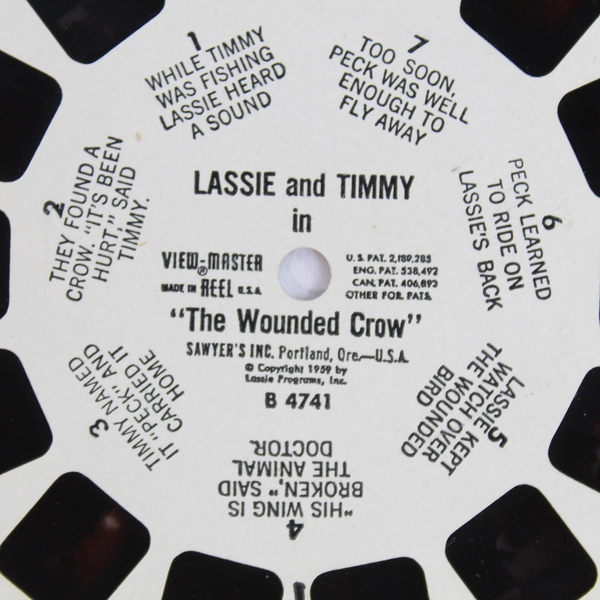 LASSIE and TIMMY
in
VIEW-MASTER
®
MADE IN REEL U.S.A.
U.S. PAT. 2,189,285
ENG. PAT. 538,492
CAN. PAT. 406,893
OTHER FOR. PATS.
"The Wounded Crow"
SAWYER'S INC. Portland, Ore.—U.S.A.
© Copyright 1959 by
Lassie Programs, Inc.
B 4741
1
WHILE TIMMY
WAS FISHING
LASSIE HEARD
A SOUND
2
THEY FOUND A
CROW. "IT'S BEEN
HURT," SAID
TIMMY.
3
TIMMY NAMED
IT "PECK" AND
CARRIED IT
HOME
4
"HIS WING IS
BROKEN," SAID
THE ANIMAL
DOCTOR.
5
LASSIE KEPT
WATCH OVER
THE WOUNDED
BIRD
6
PECK LEARNED
TO RIDE ON
LASSIE'S BACK
7
TOO SOON,
PECK WAS WELL
ENOUGH TO
FLY AWAY